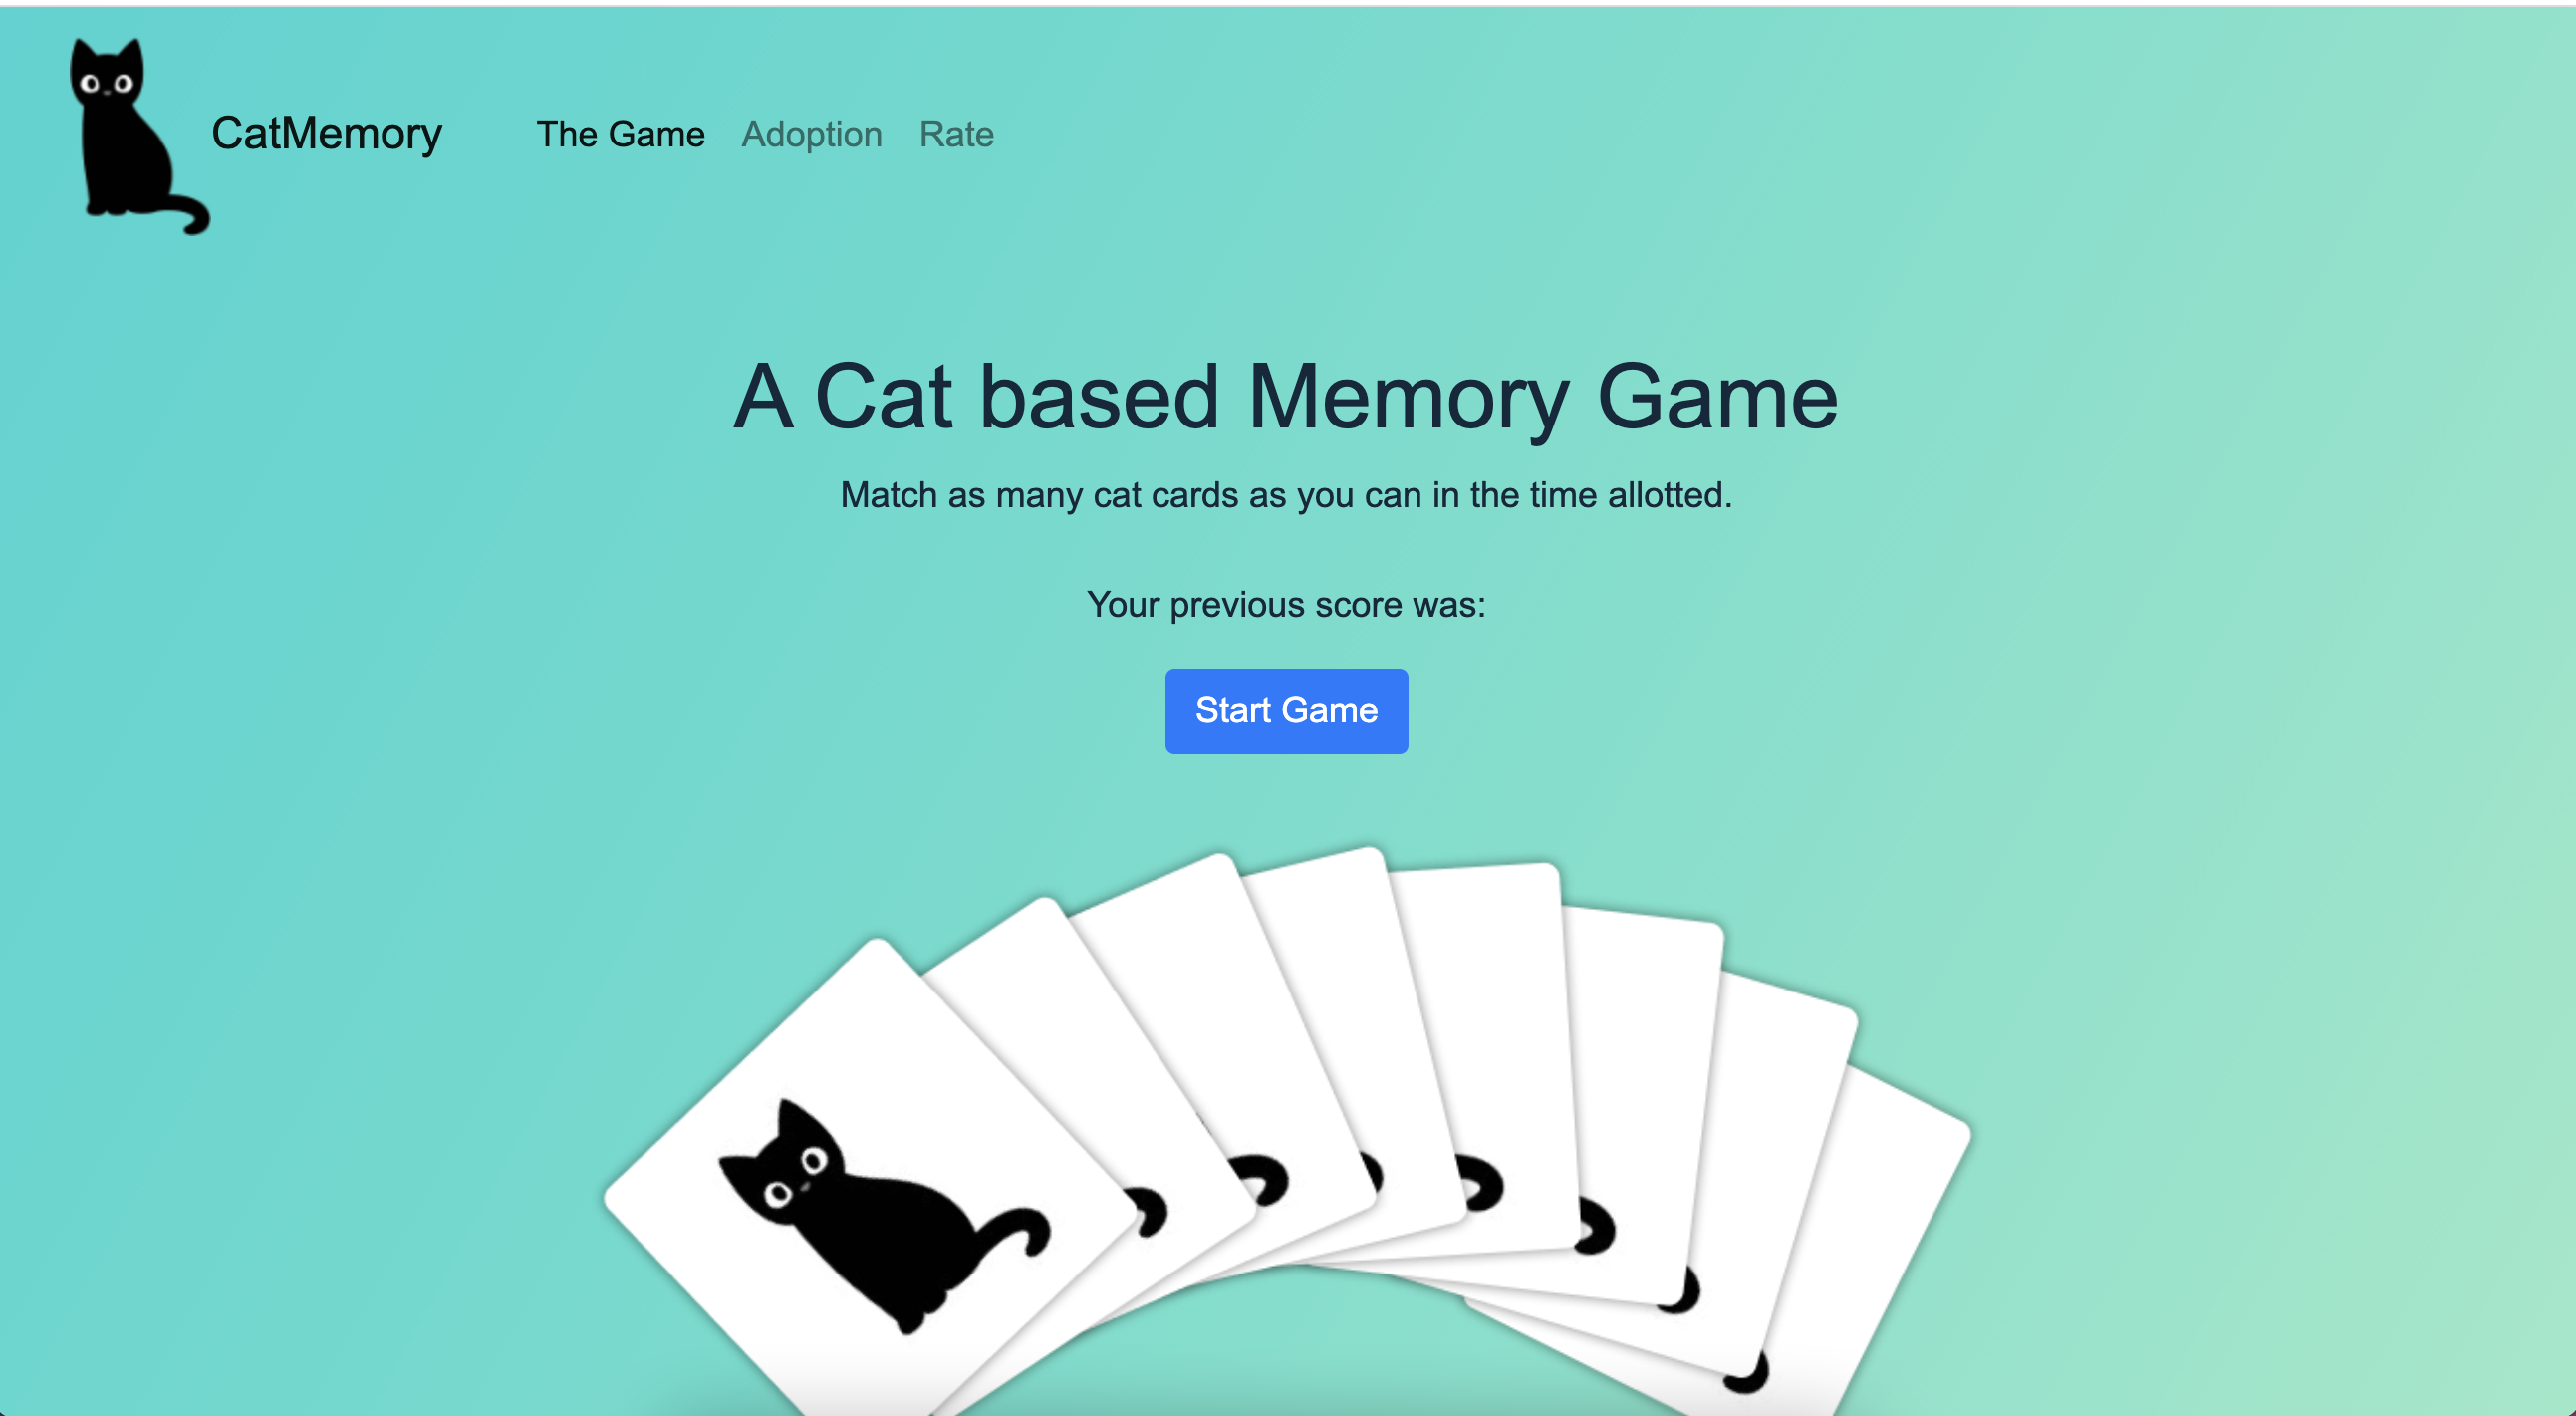 CatMemory
The Game Adoption Rate
A Cat based Memory Game
Match as many cat cards as you can in the time allotted.
Your previous score was:
Start Game